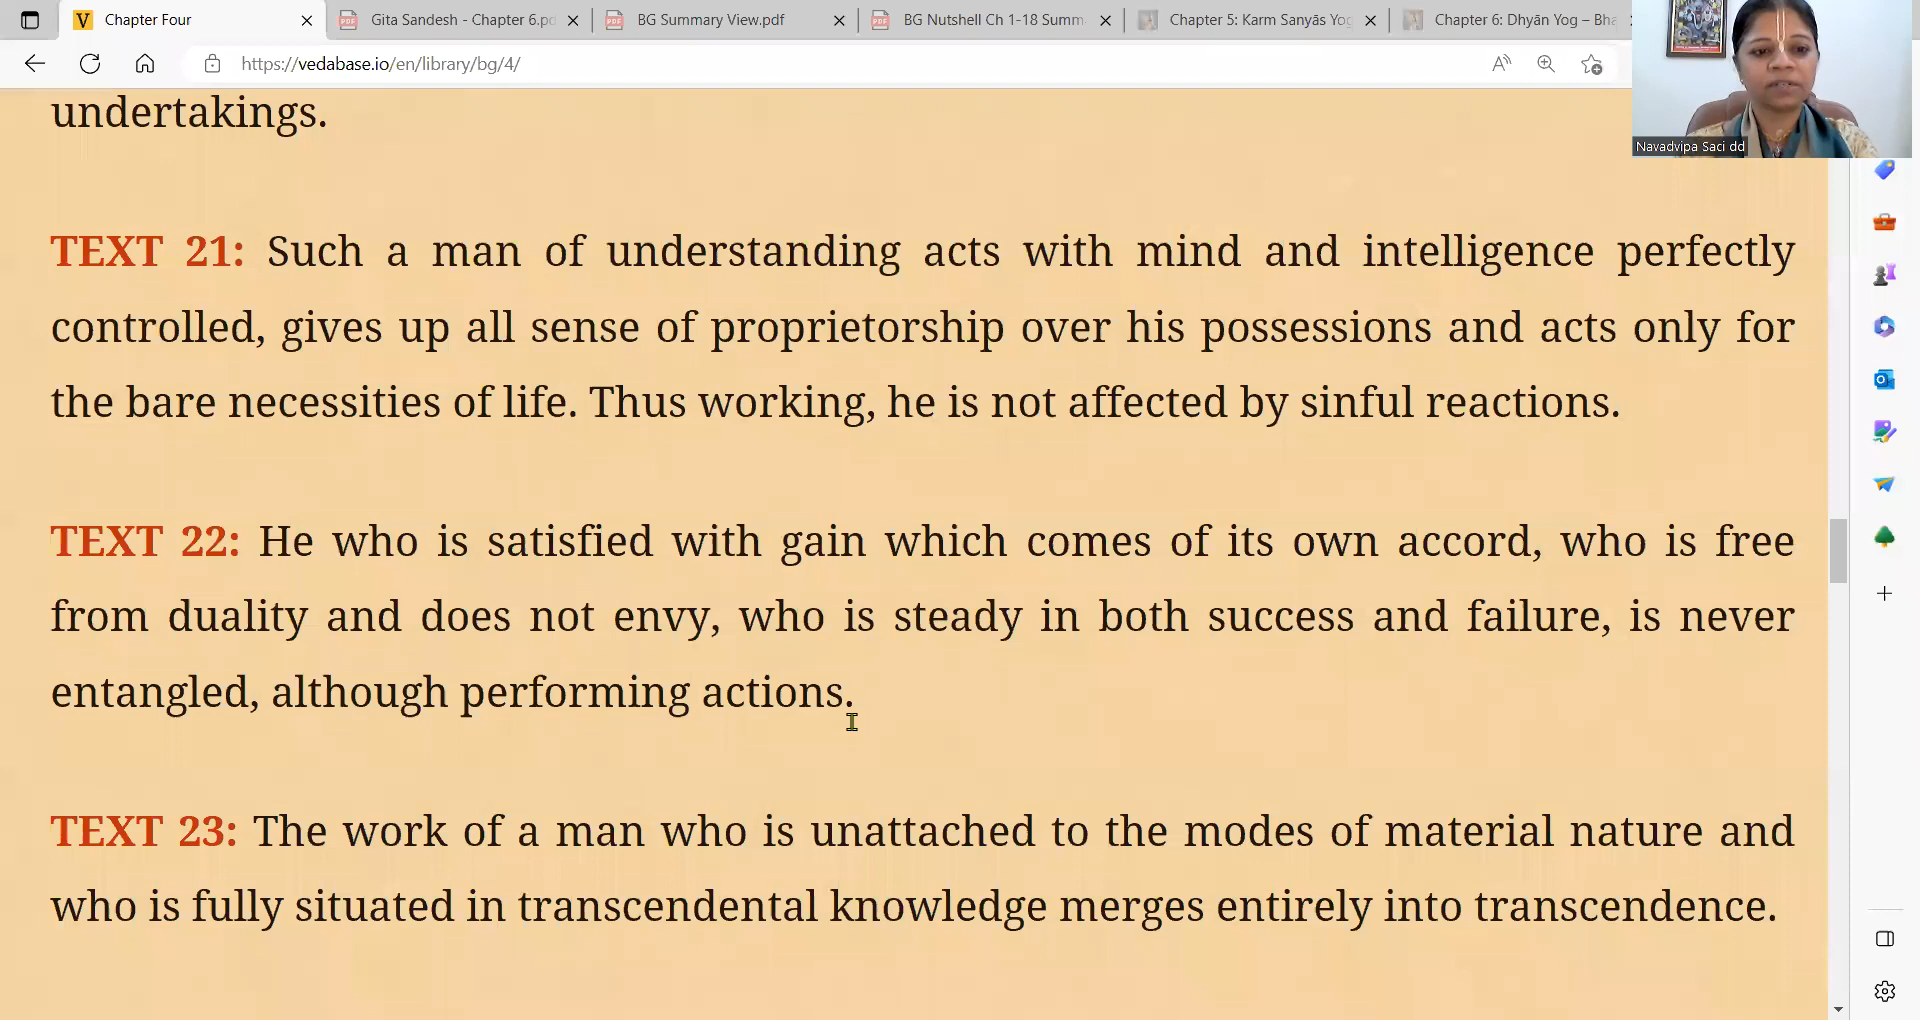 Chapter Four
Gita Sandesh - Chapter 6.pd
BG Summary View.pdf
BG Nutshell Ch 1-18 Summ
Chapter 5: Karm Sanyās Yog
Chapter 6: Dhyān Yog – Bha
https://vedabase.io/en/library/bg/4/
Navadvipa Saci dd
undertakings.
TEXT 21: Such a man of understanding acts with mind and intelligence perfectly
controlled, gives up all sense of proprietorship over his possessions and acts only for
the bare necessities of life. Thus working, he is not affected by sinful reactions.
TEXT 22: He who is satisfied with gain which comes of its own accord, who is free
from duality and does not envy, who is steady in both success and failure, is never
entangled, although performing actions.
TEXT 23: The work of a man who is unattached to the modes of material nature and
who is fully situated in transcendental knowledge merges entirely into transcendence.